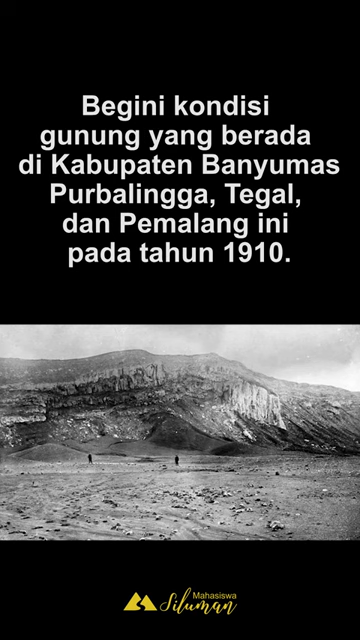 Begini kondisi
gunung yang berada
di Kabupaten Banyumas
Purbalingga, Tegal,
dan Pemalang ini
pada tahun 1910.
Mahasiswa
Siluman